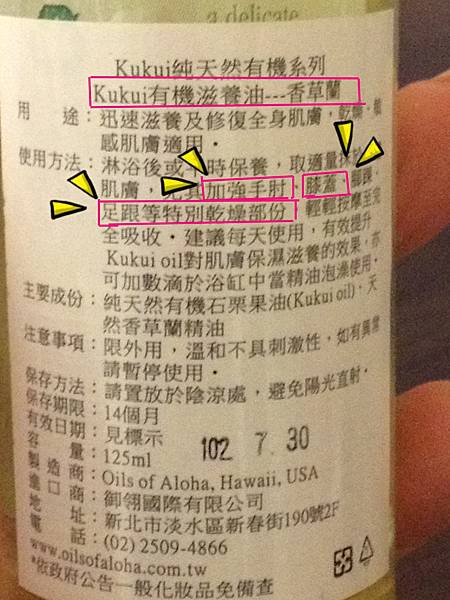 a delicate
Kukui純天然有機系列
Kukui有機滋養油---香草蘭
用途：迅速滋養及修復全身肌膚，乾燥、敏
感肌膚適用。
使用方法：淋浴後或平時保養，取適量抹於
肌膚，尤其加強手肘、膝蓋、腳踝、
足跟等特別乾燥部份，輕輕按摩至完
全吸收。建議每天使用，有效提升
Kukui oil對肌膚保濕滋養的效果，亦
可加數滴於浴缸中當精油泡澡使用。
主要成份：純天然有機石栗果油(Kukui oil)、天
然香草蘭精油
注意事項：限外用，溫和不具刺激性，如有異常
請暫停使用。
保存方法：請置放於陰涼處，避免陽光直射。
保存期限：14個月
有效日期：見標示 102 7. 30
容量：125ml
製造商：Oils of Aloha, Hawaii, USA
進口商：御翎國際有限公司
地址：新北市淡水區新春街190號2F
電話：(02) 2509-4866
www.oilsofaloha.com.tw
*依政府公告一般化妝品免備查